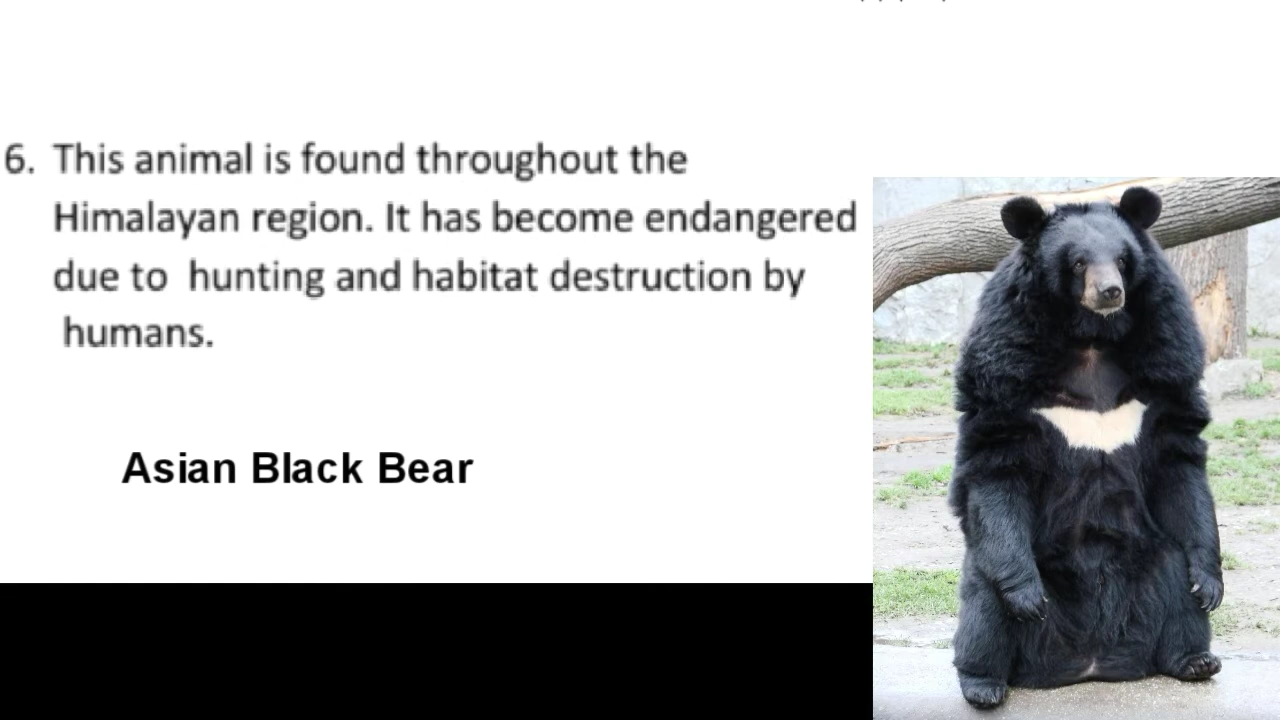 6. This animal is found throughout the
Himalayan region. It has become endangered
due to hunting and habitat destruction by
humans.
Asian Black Bear